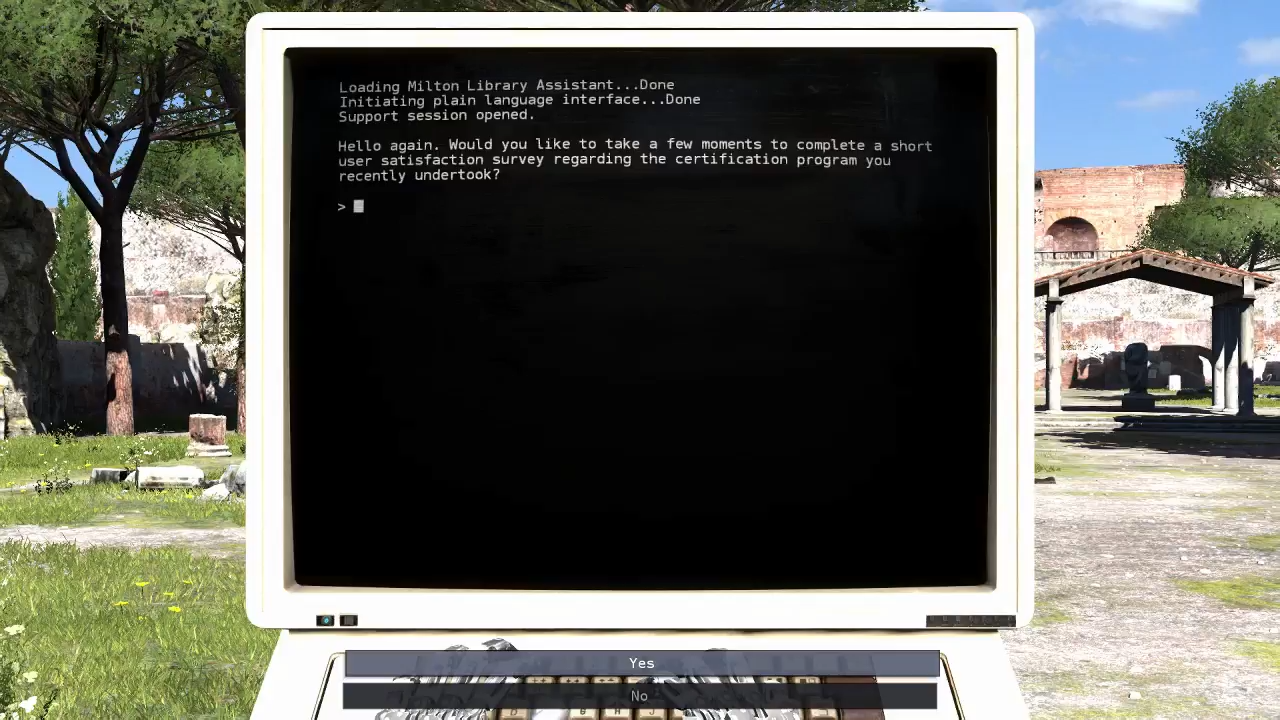 Loading Milton Library Assistant...Done
Initiating plain language interface...Done
Support session opened.
Hello again. Would you like to take a few moments to complete a short
user satisfaction survey regarding the certification program you
recently undertook?
>
Yes
No